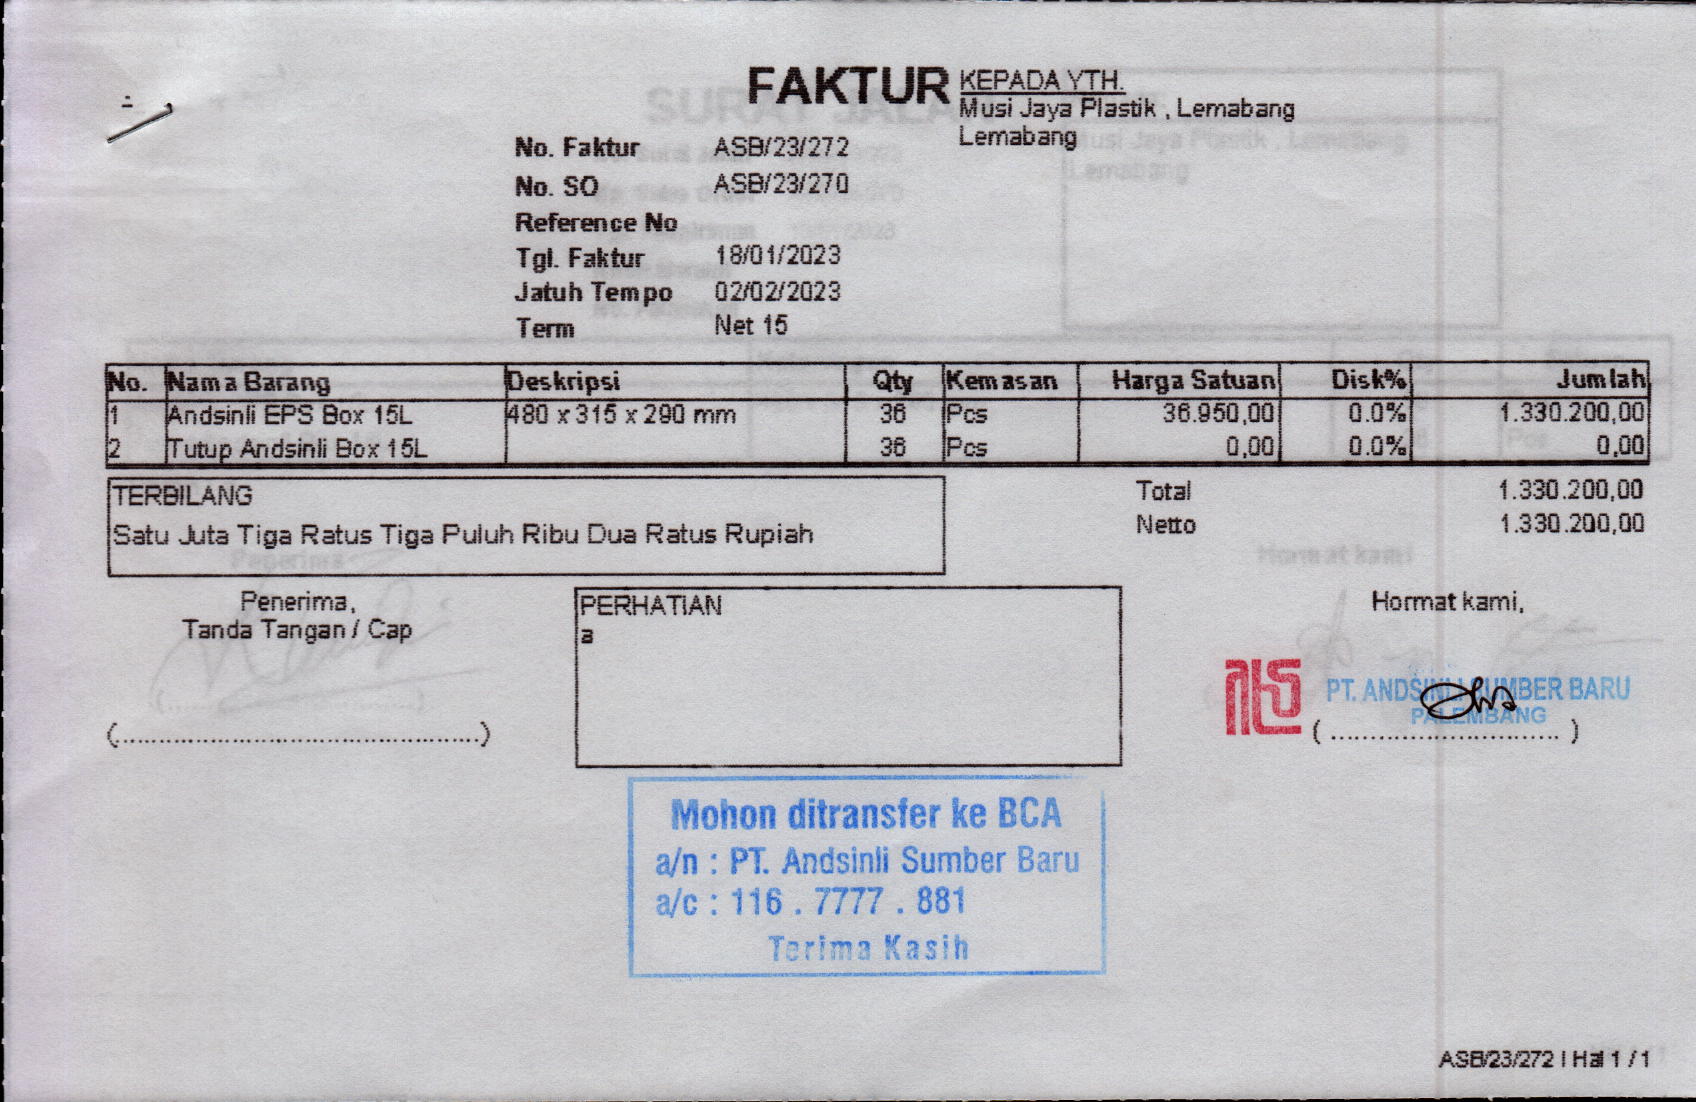 FAKTUR
KEPADA YTH.
Musi Jaya Plastik , Lemabang
Lemabang
No. Faktur ASB/23/272
No. SO ASB/23/270
Reference No
Tgl. Faktur 18/01/2023
Jatuh Tempo 02/02/2023
Term Net 15
No. Nama Barang Deskripsi Qty Kemasan Harga Satuan Disk% Jumlah
1 Andsinli EPS Box 15L 480 x 315 x 290 mm 36 Pcs 36.950,00 0.0% 1.330.200,00
2 Tutup Andsinli Box 15L 36 Pcs 0,00 0.0% 0,00
TERBILANG
Satu Juta Tiga Ratus Tiga Puluh Ribu Dua Ratus Rupiah
Total 1.330.200,00
Netto 1.330.200,00
Penerima,
Tanda Tangan / Cap
(..............................................)
PERHATIAN
a
Hormat kami,
PT. ANDSINLI SUMBER BARU
PALEMBANG
( ............................ )
Mohon ditransfer ke BCA
a/n : PT. Andsinli Sumber Baru
a/c : 116 . 7777 . 881
Terima Kasih
ASB/23/272 | Hal 1 / 1